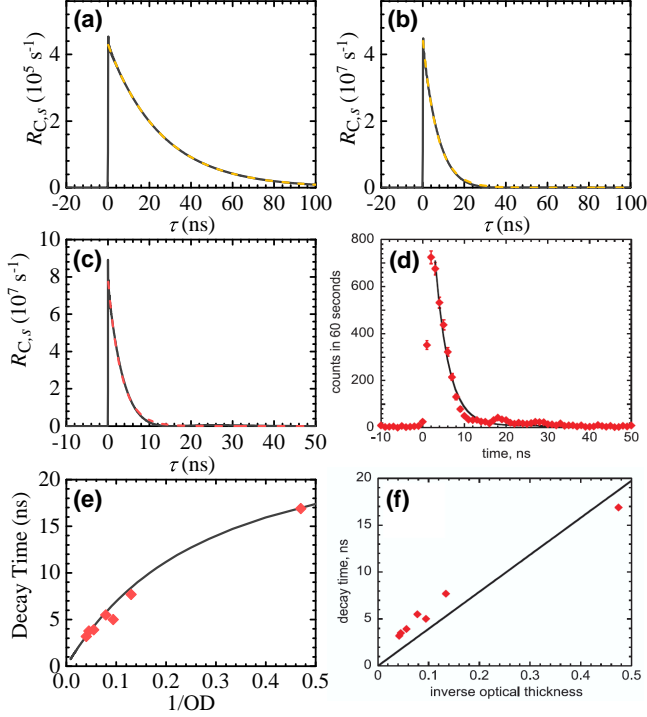 (a)
R_C,s (10^5 s^-1)
4
2
0
-20 0 20 40 60 80 100
τ (ns)
(b)
R_C,s (10^7 s^-1)
4
2
0
-20 0 20 40 60 80 100
τ (ns)
(c)
R_C,s (10^7 s^-1)
10
8
6
4
2
0
-10 0 10 20 30 40 50
τ (ns)
(d)
counts in 60 seconds
800
600
400
200
0
-10 0 10 20 30 40 50
time, ns
(e)
Decay Time (ns)
20
15
10
5
0
0.0 0.1 0.2 0.3 0.4 0.5
1/OD
(f)
decay time, ns
20
15
10
5
0
0 0.1 0.2 0.3 0.4 0.5
inverse optical thickness